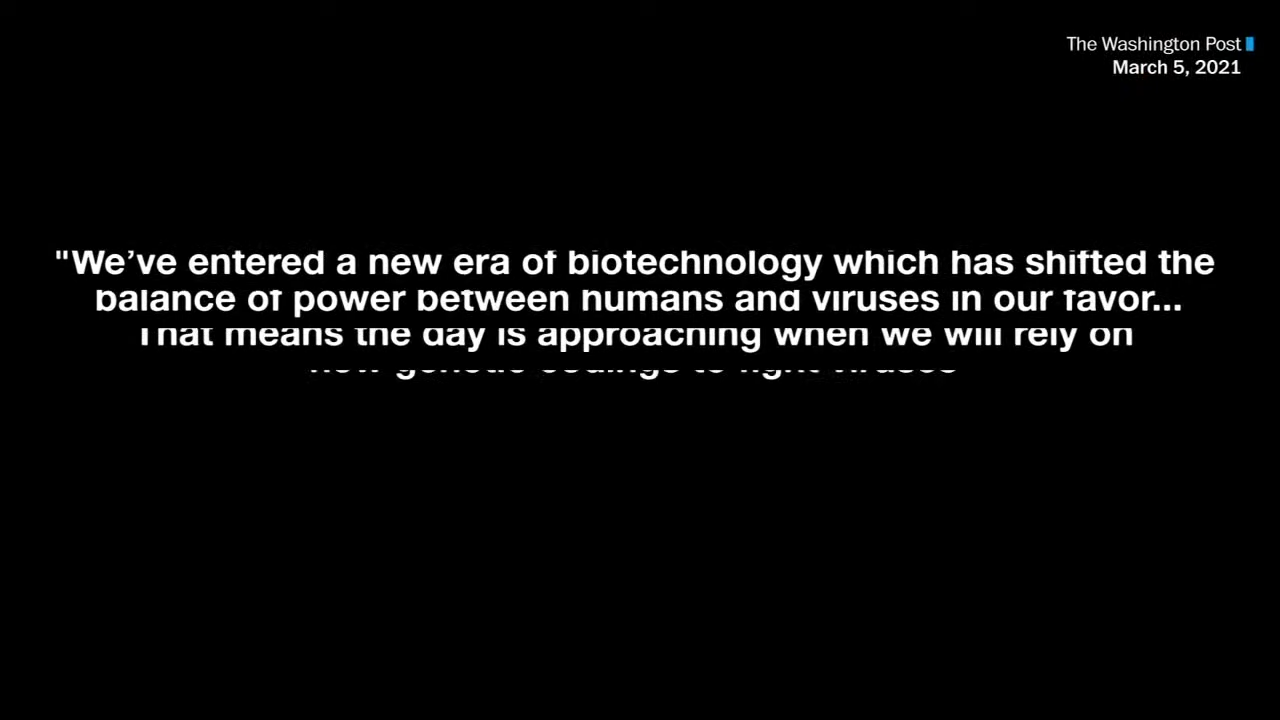 The Washington Post
March 5, 2021
"We’ve entered a new era of biotechnology which has shifted the
balance of power between humans and viruses in our favor...
That means the day is approaching when we will rely on
new genetic codings to fight viruses